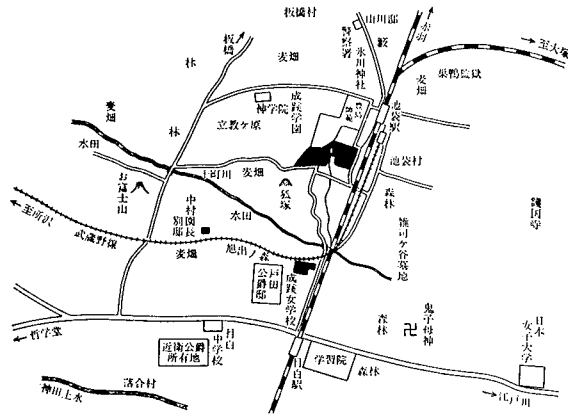 板橋村
山川邸
藪
赤羽
至大塚
板橋
林
麦畑
警察署
氷川神社
麦畑
巣鴨監獄
神学院
成蹊学園
豊島師範
池袋駅
麦畑
水田
林
立教ヶ原
池袋村
お富士山
麦畑
狐塚
森林
護国寺
至所沢
武蔵野線
中村園長別邸
水田
雑司ヶ谷墓地
麦畑
旭出ノ森
戸田公爵邸
成蹊女学校
森林
鬼子母神
卍
日本女子大学
哲学堂
目白中学校
近衛公爵所有地
目白駅
学習院
森林
江戸川
神田上水
落合村